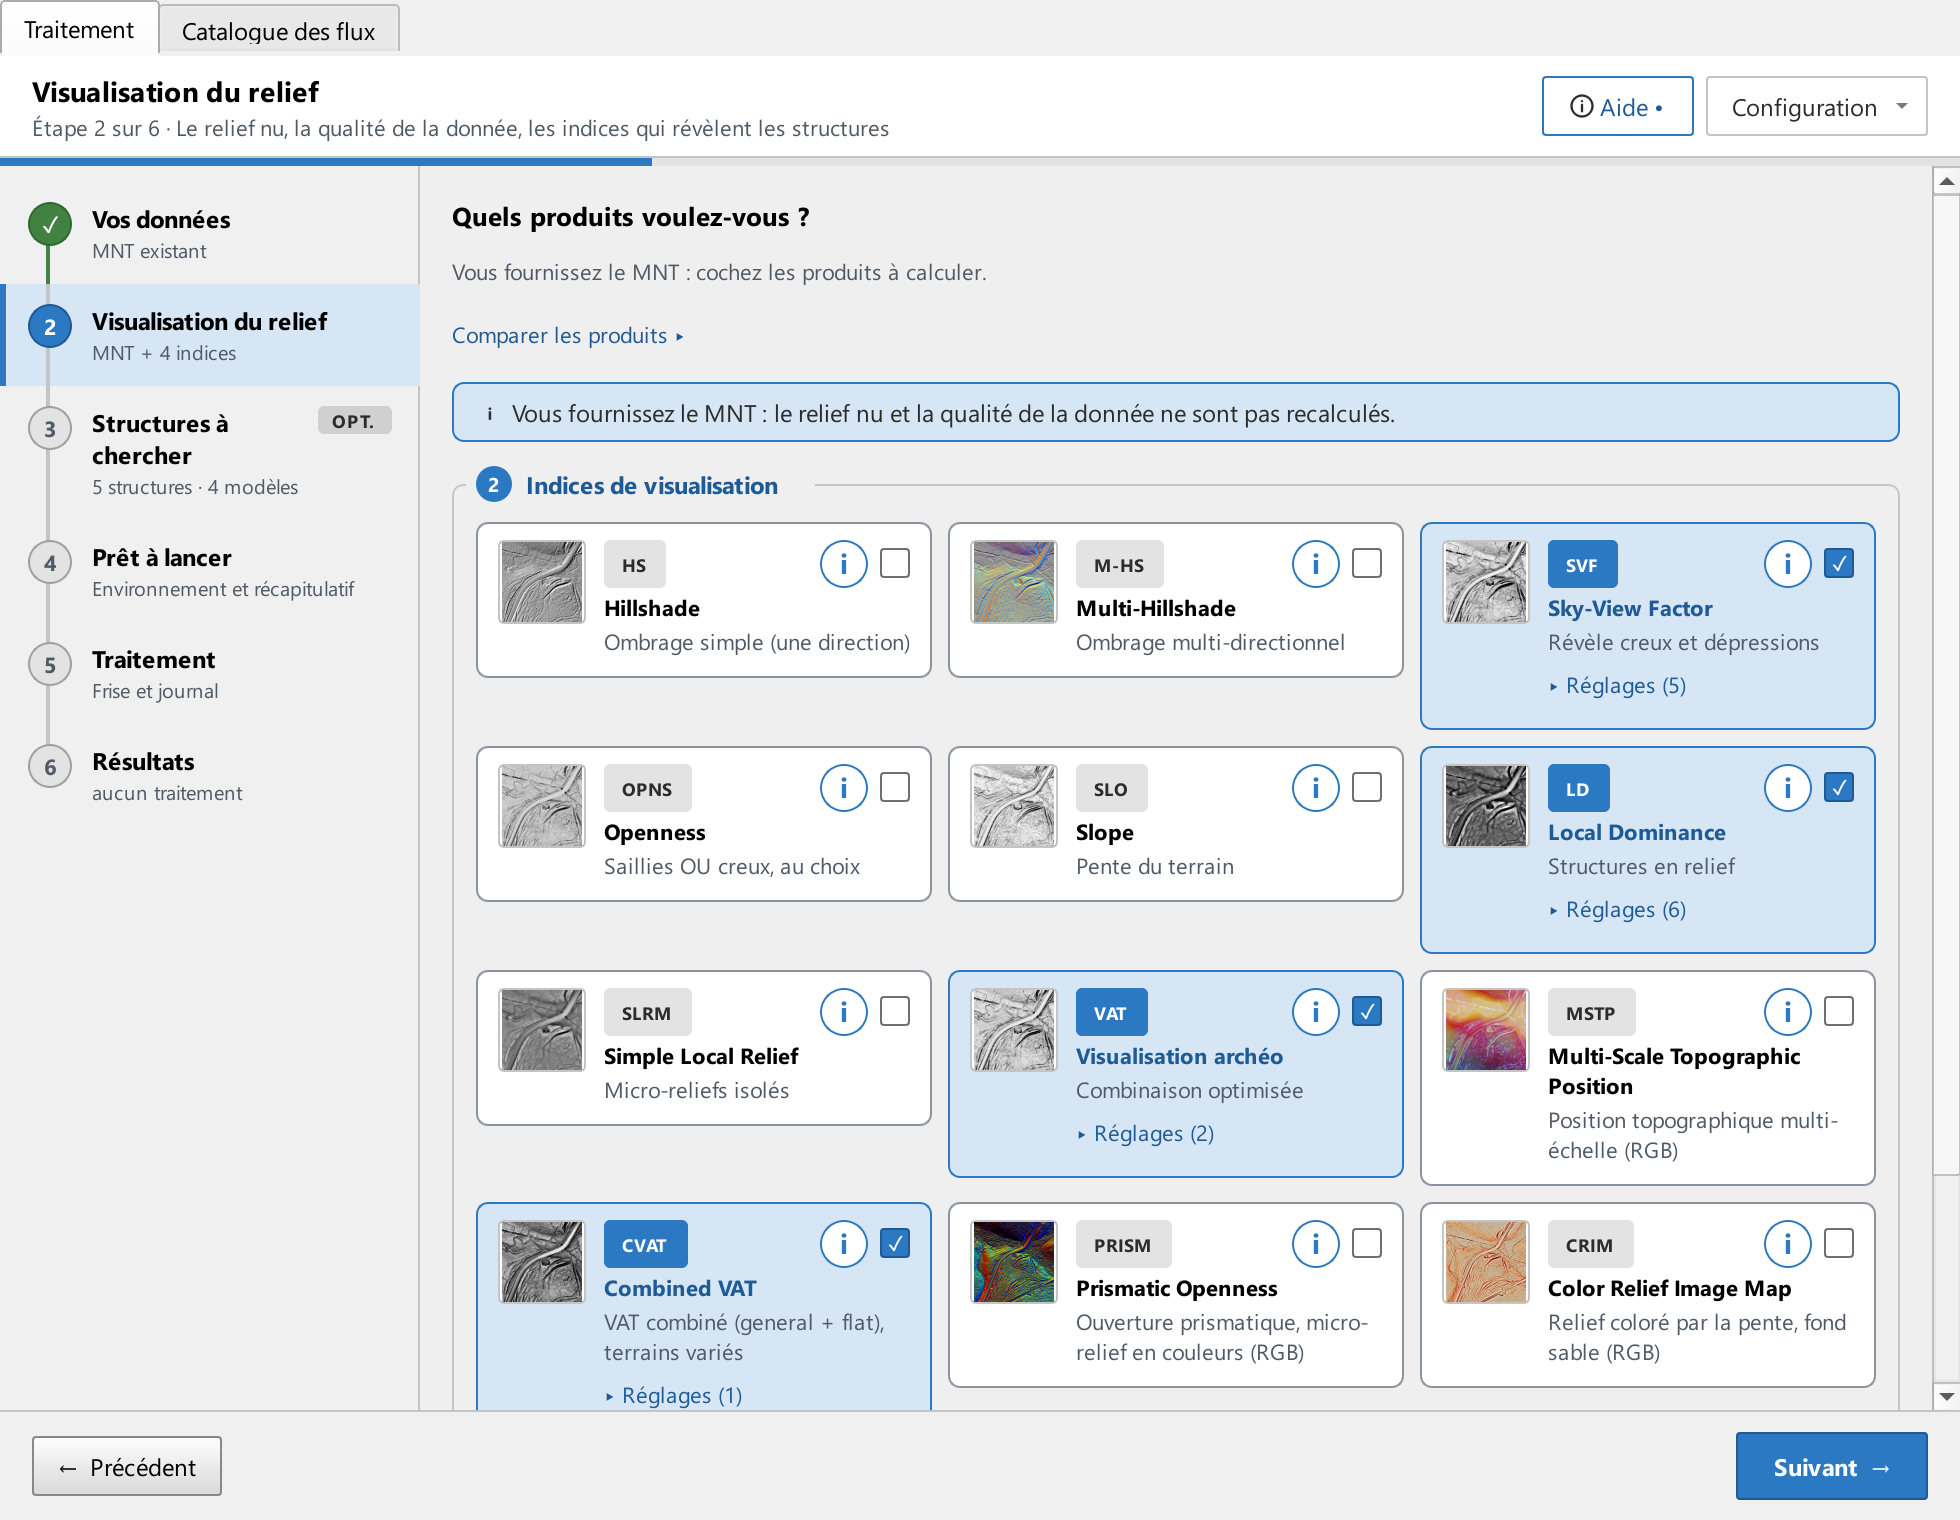 Traitement
Catalogue des flux
Visualisation du relief
Étape 2 sur 6 · Le relief nu, la qualité de la donnée, les indices qui révèlent les structures
Aide •
Configuration
✓
Vos données
MNT existant
2
Visualisation du relief
MNT + 4 indices
3
Structures à
chercher
OPT.
5 structures · 4 modèles
4
Prêt à lancer
Environnement et récapitulatif
5
Traitement
Frise et journal
6
Résultats
aucun traitement
Quels produits voulez-vous ?
Vous fournissez le MNT : cochez les produits à calculer.
Comparer les produits ▸
i Vous fournissez le MNT : le relief nu et la qualité de la donnée ne sont pas recalculés.
2 Indices de visualisation
HS i
Hillshade
Ombrage simple (une direction)
M-HS i
Multi-Hillshade
Ombrage multi-directionnel
SVF i ✓
Sky-View Factor
Révèle creux et dépressions
▸ Réglages (5)
OPNS i
Openness
Saillies OU creux, au choix
SLO i
Slope
Pente du terrain
LD i ✓
Local Dominance
Structures en relief
▸ Réglages (6)
SLRM i
Simple Local Relief
Micro-reliefs isolés
VAT i ✓
Visualisation archéo
Combinaison optimisée
▸ Réglages (2)
MSTP i
Multi-Scale Topographic
Position
Position topographique multi-
échelle (RGB)
CVAT i ✓
Combined VAT
VAT combiné (general + flat),
terrains variés
▸ Réglages (1)
PRISM i
Prismatic Openness
Ouverture prismatique, micro-
relief en couleurs (RGB)
CRIM i
Color Relief Image Map
Relief coloré par la pente, fond
sable (RGB)
← Précédent
Suivant →